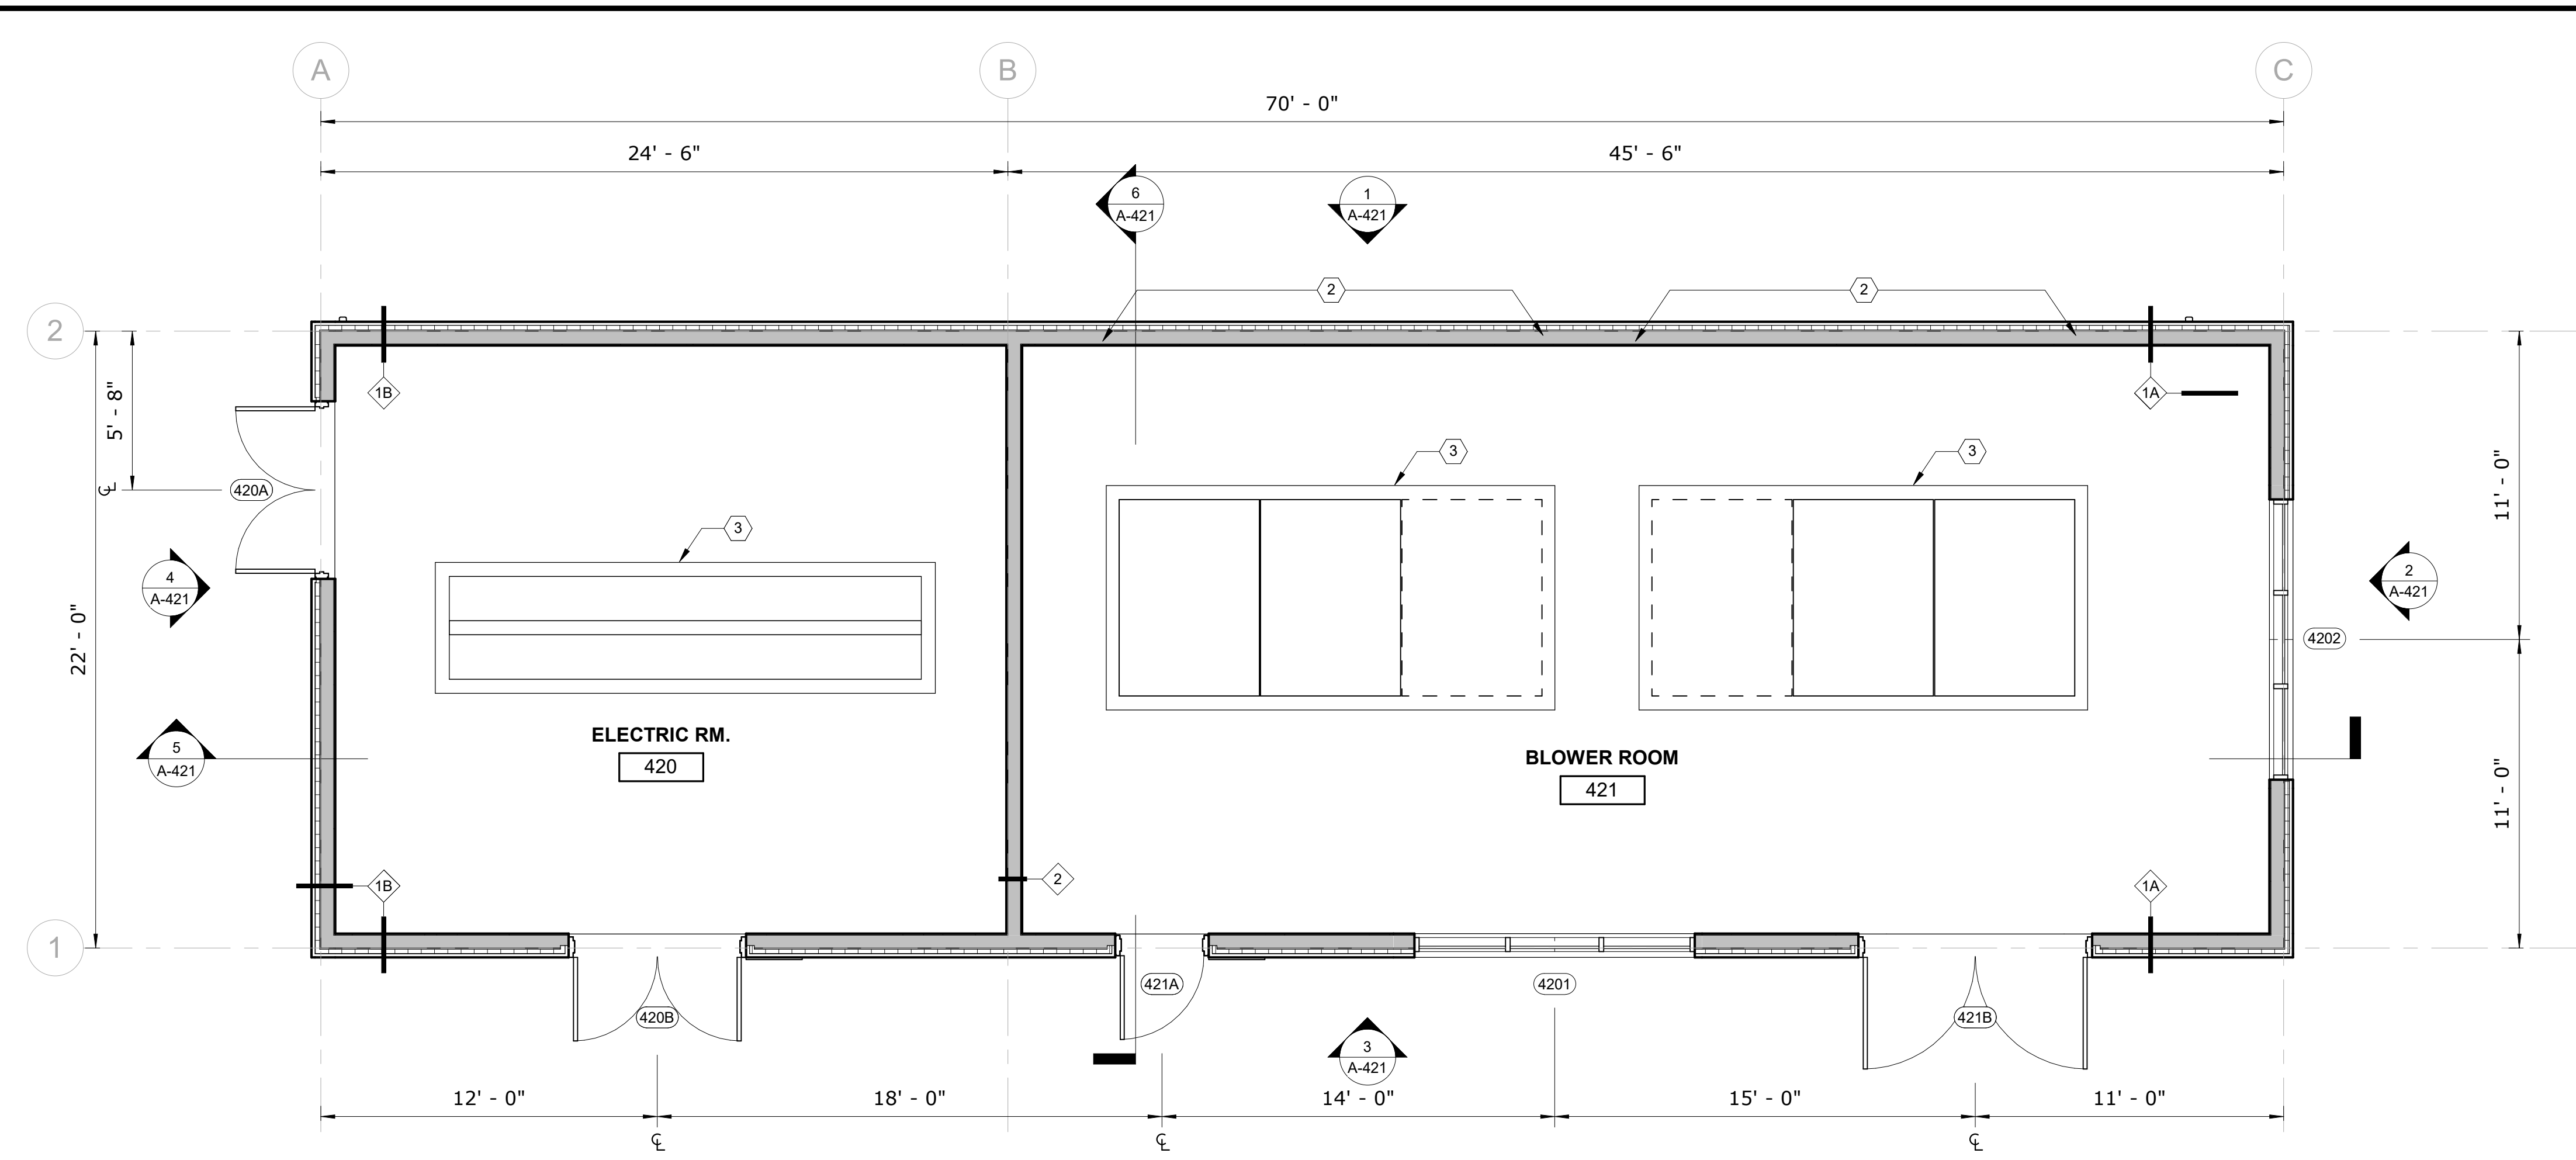 A
B
C
70' - 0"
24' - 6"
45' - 6"
6
A-421
1
A-421
2
2
2
1B
1A
5' - 8"
℄
420A
3
3
3
11' - 0"
4
A-421
2
A-421
22' - 0"
4202
ELECTRIC RM.
420
BLOWER ROOM
421
5
A-421
11' - 0"
1B
2
1A
1
421A
4201
420B
421B
3
A-421
12' - 0"
18' - 0"
14' - 0"
15' - 0"
11' - 0"
℄
℄
℄